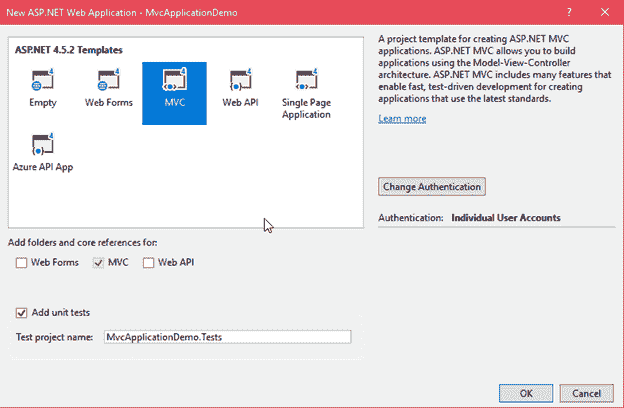 New ASP.NET Web Application - MvcApplicationDemo
?
ASP.NET 4.5.2 Templates
Empty
Web Forms
MVC
Web API
Single Page
Application
Azure API App
A project template for creating ASP.NET MVC
applications. ASP.NET MVC allows you to build
applications using the Model-View-Controller
architecture. ASP.NET MVC includes many features that
enable fast, test-driven development for creating
applications that use the latest standards.
Learn more
Change Authentication
Authentication: Individual User Accounts
Add folders and core references for:
Web Forms
MVC
Web API
Add unit tests
Test project name: MvcApplicationDemo.Tests
OK
Cancel